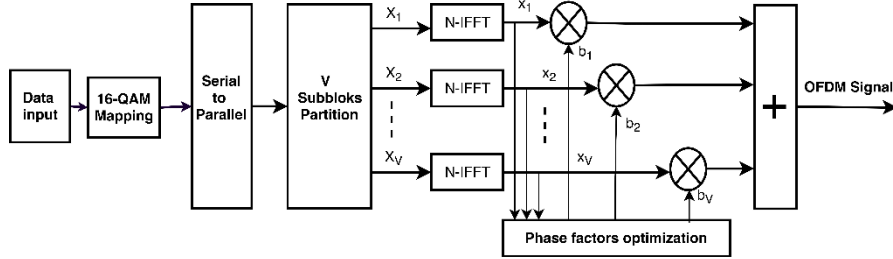 Data
input
16-QAM
Mapping
Serial
to
Parallel
V
Subbloks
Partition
X1
X2
XV
N-IFFT
N-IFFT
N-IFFT
x1
x2
xV
b1
b2
bV
Phase factors optimization
+
OFDM Signal